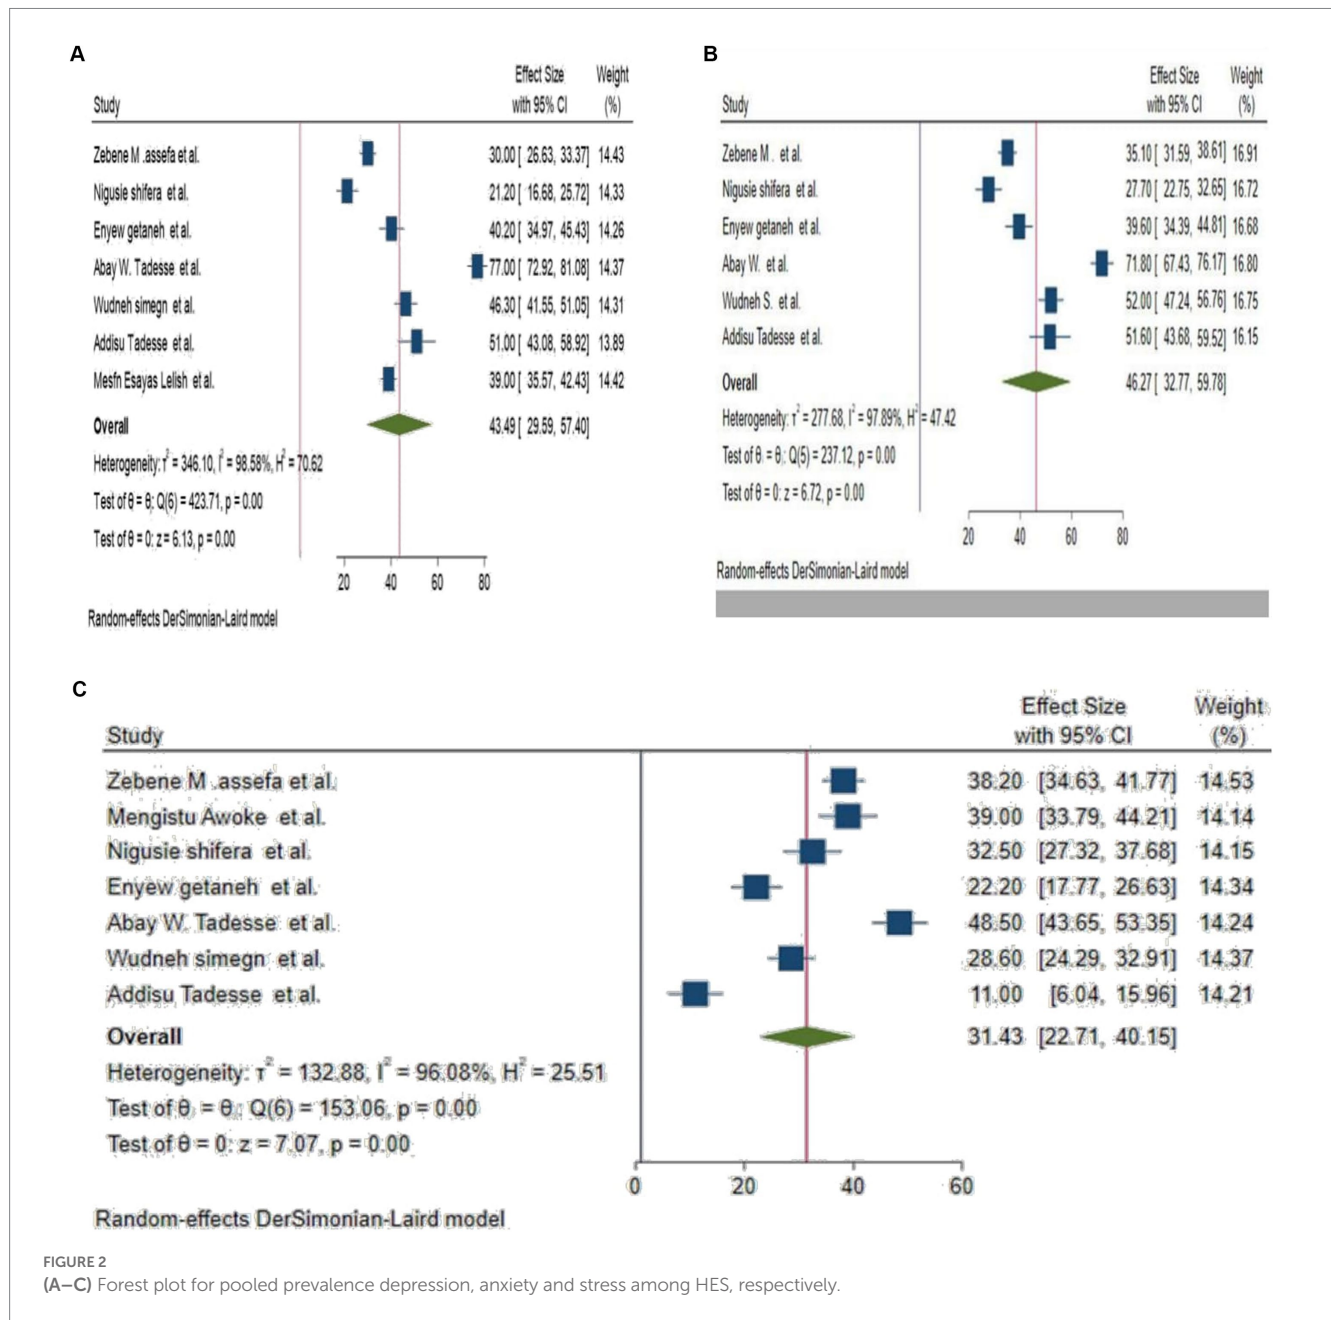 A
Effect Size Weight
Study with 95% CI (%)
Zebene M .assefa et al. 30.00 [ 26.63, 33.37] 14.43
Nigusie shifera et al. 21.20 [ 16.68, 25.72] 14.33
Enyew getaneh et al. 40.20 [ 34.97, 45.43] 14.26
Abay W. Tadesse et al. 77.00 [ 72.92, 81.08] 14.37
Wudneh simegn et al. 46.30 [ 41.55, 51.05] 14.31
Addisu Tadesse et al. 51.00 [ 43.08, 58.92] 13.89
Mesfn Esayas Lelish et al. 39.00 [ 35.57, 42.43] 14.42
Overall 43.49 [ 29.59, 57.40]
Heterogeneity: τ² = 346.10, I² = 98.58%, H² = 70.62
Test of θ = θ: Q(6) = 423.71, p = 0.00
Test of θ = 0: z = 6.13, p = 0.00
20 40 60 80
Random-effects DerSimonian-Laird model
B
Effect Size Weight
Study with 95% CI (%)
Zebene M . et al. 35.10 [ 31.59, 38.61] 16.91
Nigusie shifera et al. 27.70 [ 22.75, 32.65] 16.72
Enyew getaneh et al. 39.60 [ 34.39, 44.81] 16.68
Abay W. et al. 71.80 [ 67.43, 76.17] 16.80
Wudneh S. et al. 52.00 [ 47.24, 56.76] 16.75
Addisu Tadesse et al. 51.60 [ 43.68, 59.52] 16.15
Overall 46.27 [ 32.77, 59.78]
Heterogeneity: τ² = 277.68, I² = 97.89%, H² = 47.42
Test of θ = θ: Q(5) = 237.12, p = 0.00
Test of θ = 0: z = 6.72, p = 0.00
20 40 60 80
Random-effects DerSimonian-Laird model
C
Effect Size Weight
Study with 95% CI (%)
Zebene M .assefa et al. 38.20 [34.63, 41.77] 14.53
Mengistu Awoke et al. 39.00 [33.79, 44.21] 14.14
Nigusie shifera et al. 32.50 [27.32, 37.68] 14.15
Enyew getaneh et al. 22.20 [17.77, 26.63] 14.34
Abay W. Tadesse et al. 48.50 [43.65, 53.35] 14.24
Wudneh simegn et al. 28.60 [24.29, 32.91] 14.37
Addisu Tadesse et al. 11.00 [6.04, 15.96] 14.21
Overall 31.43 [22.71, 40.15]
Heterogeneity: τ² = 132.88, I² = 96.08%, H² = 25.51
Test of θ = θ: Q(6) = 153.06, p = 0.00
Test of θ = 0: z = 7.07, p = 0.00
0 20 40 60
Random-effects DerSimonian-Laird model
FIGURE 2
(A–C) Forest plot for pooled prevalence depression, anxiety and stress among HES, respectively.